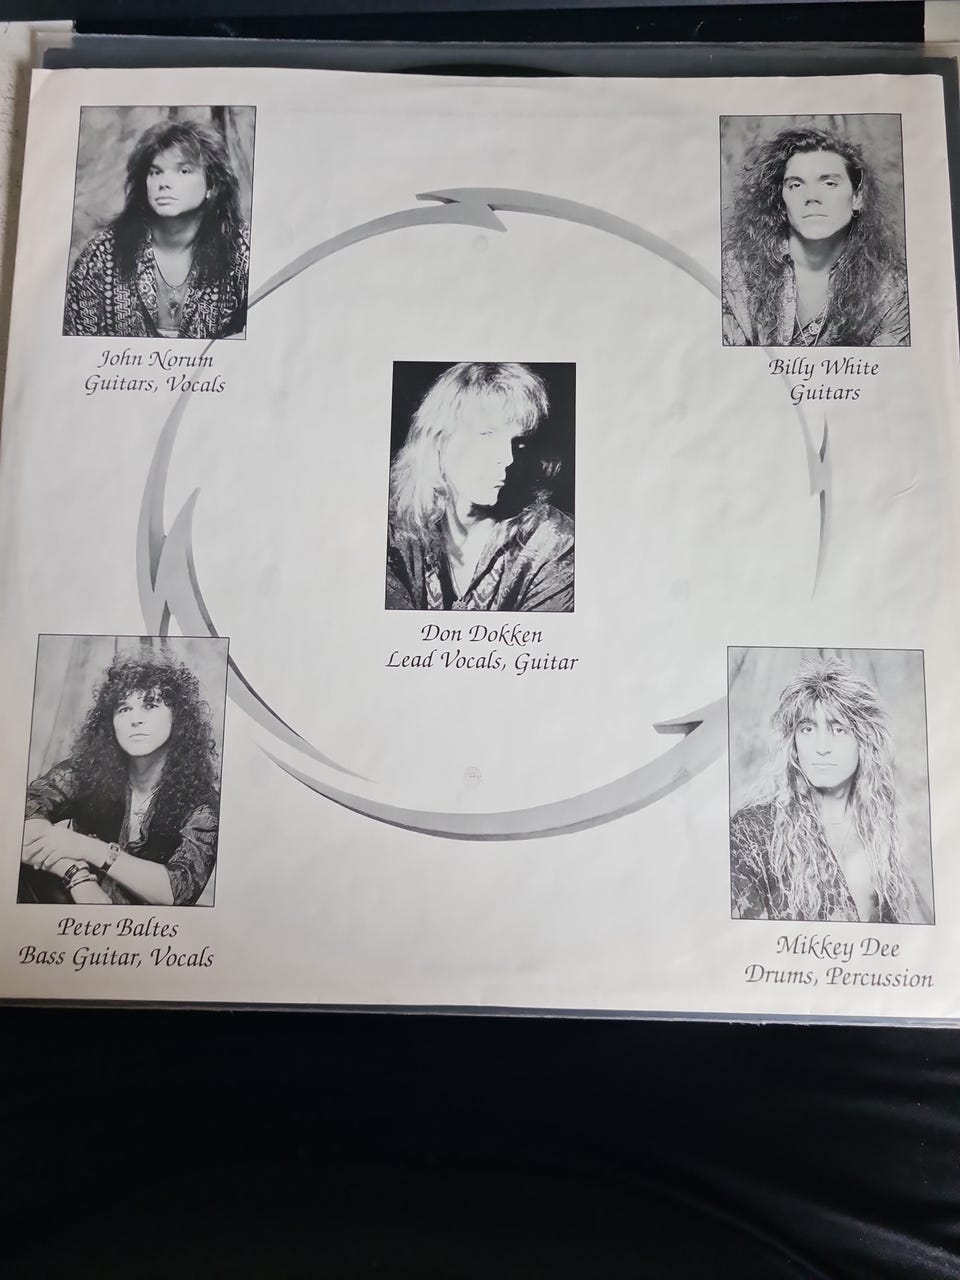 John Norum
Guitars, Vocals
Billy White
Guitars
Don Dokken
Lead Vocals, Guitar
Peter Baltes
Bass Guitar, Vocals
Mikkey Dee
Drums, Percussion